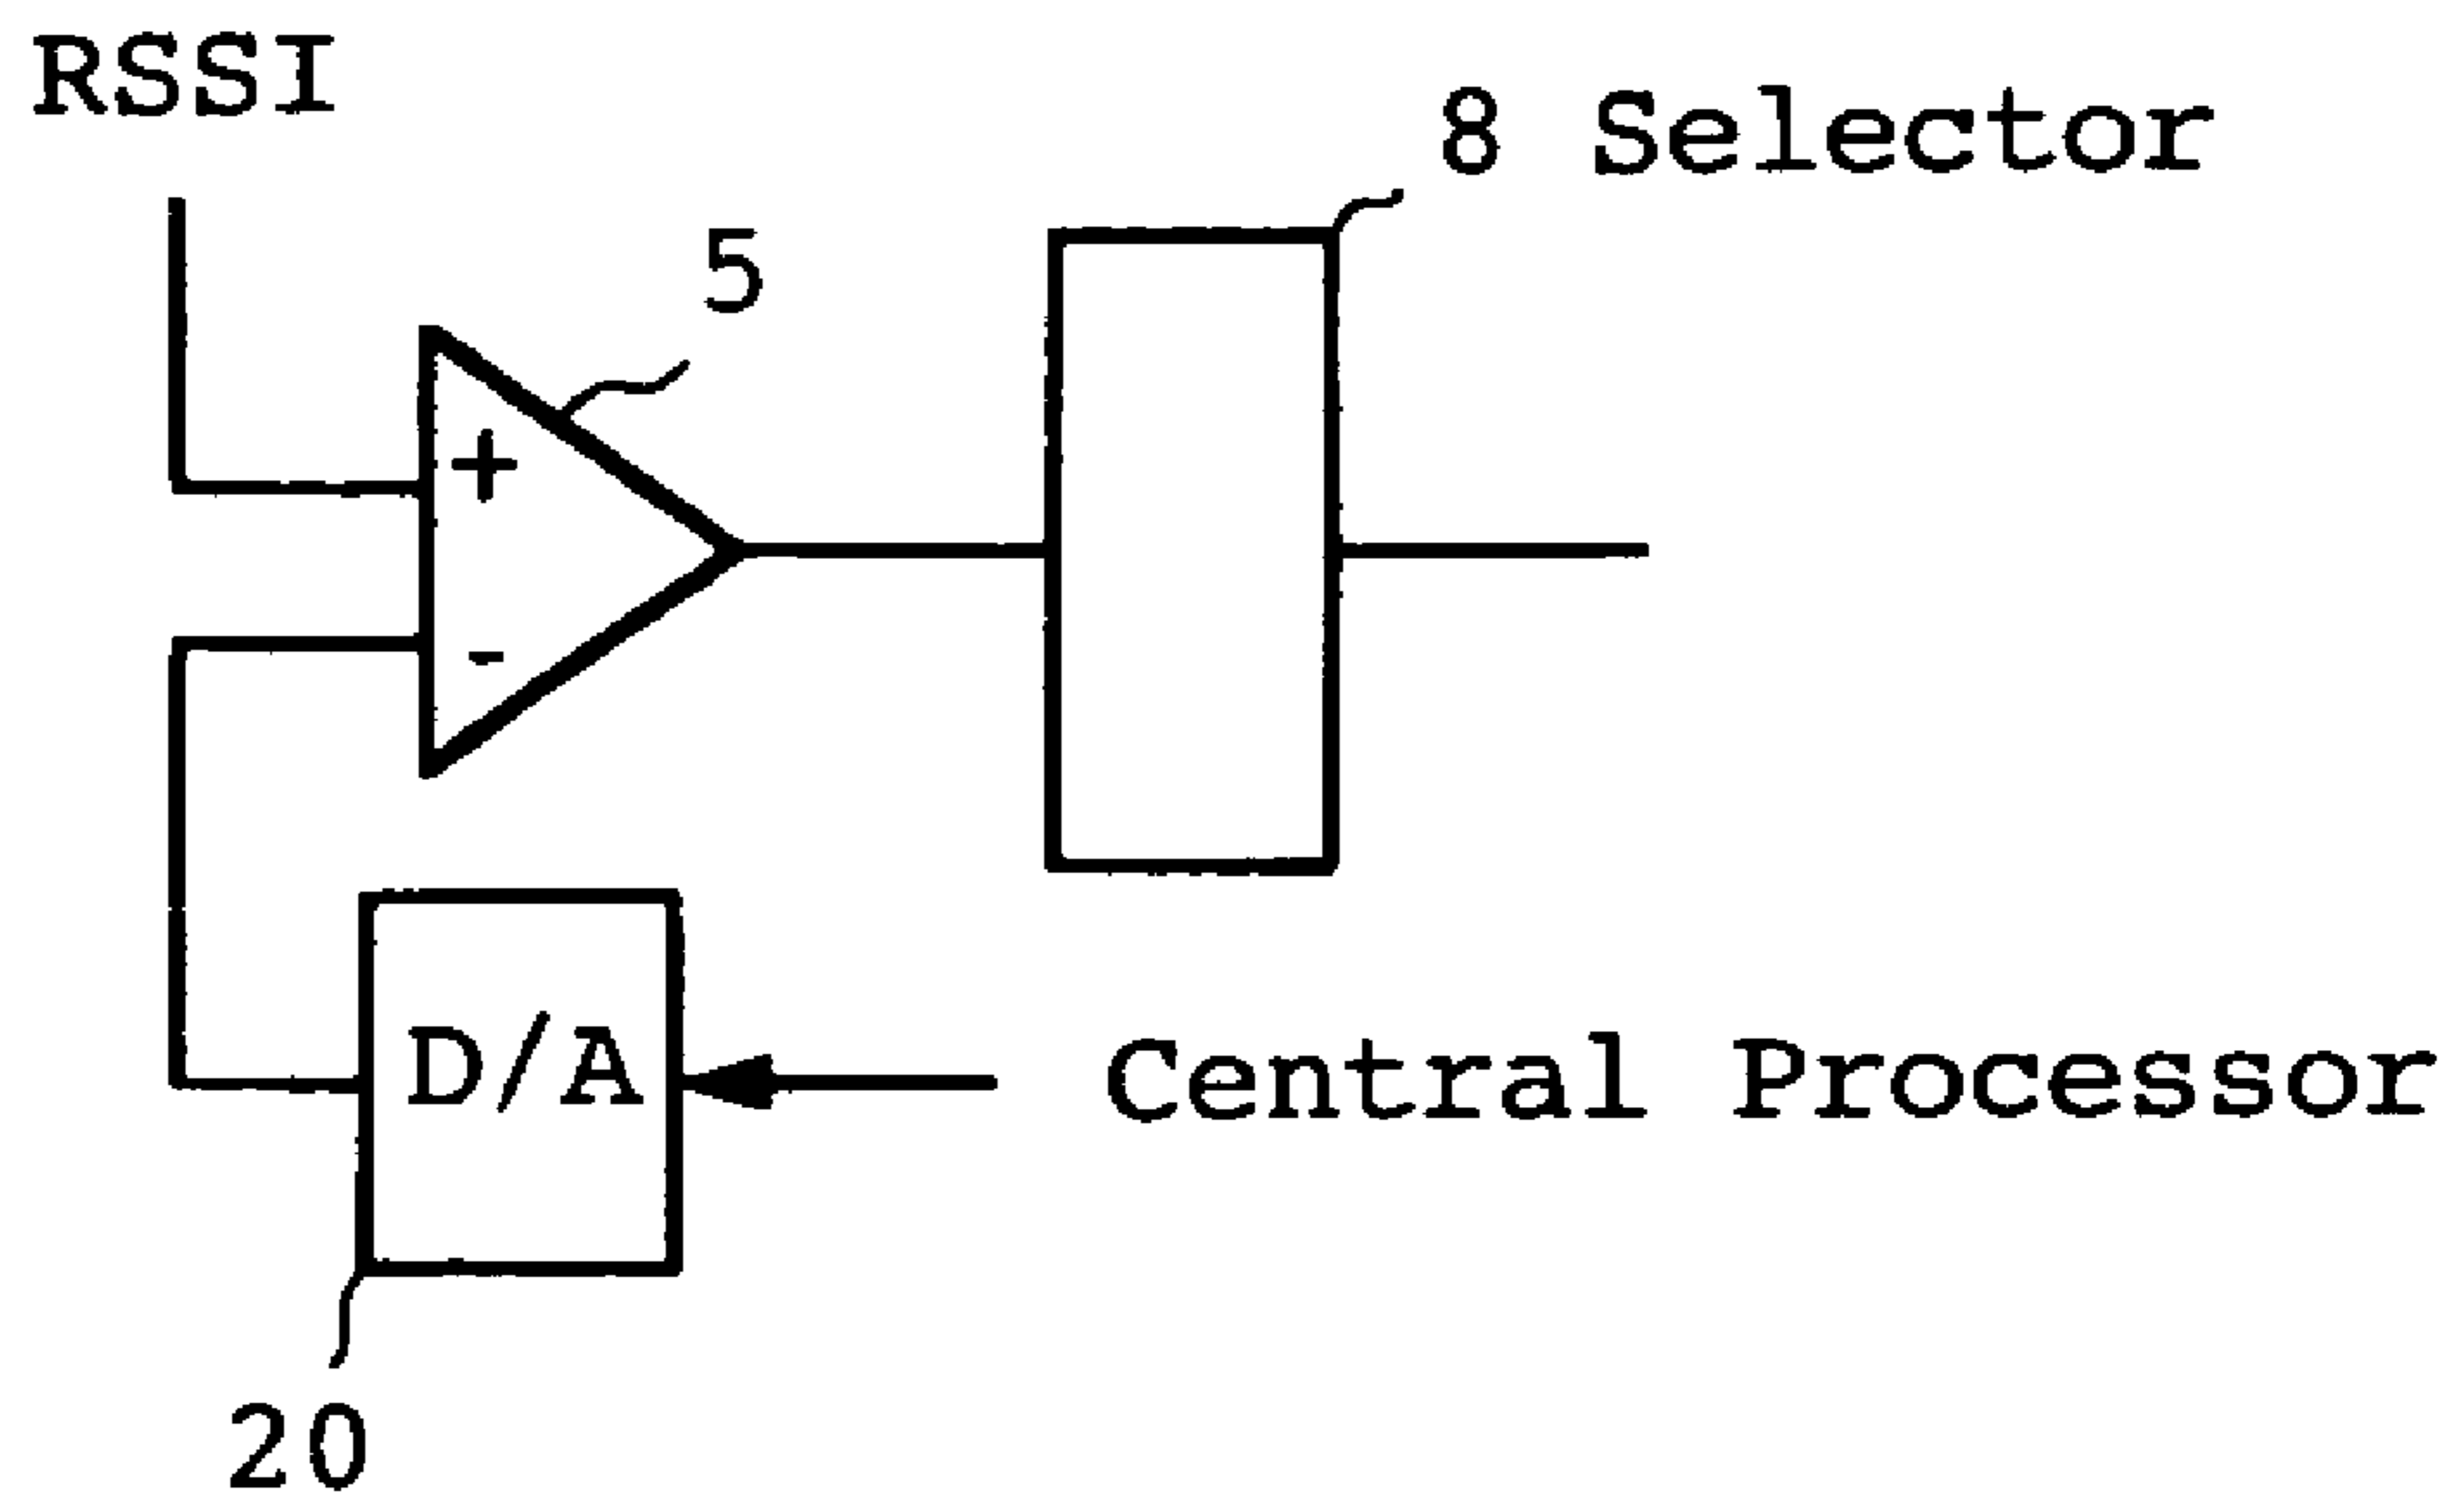 RSSI
8 Selector
5
+
-
D/A
Central Processor
20